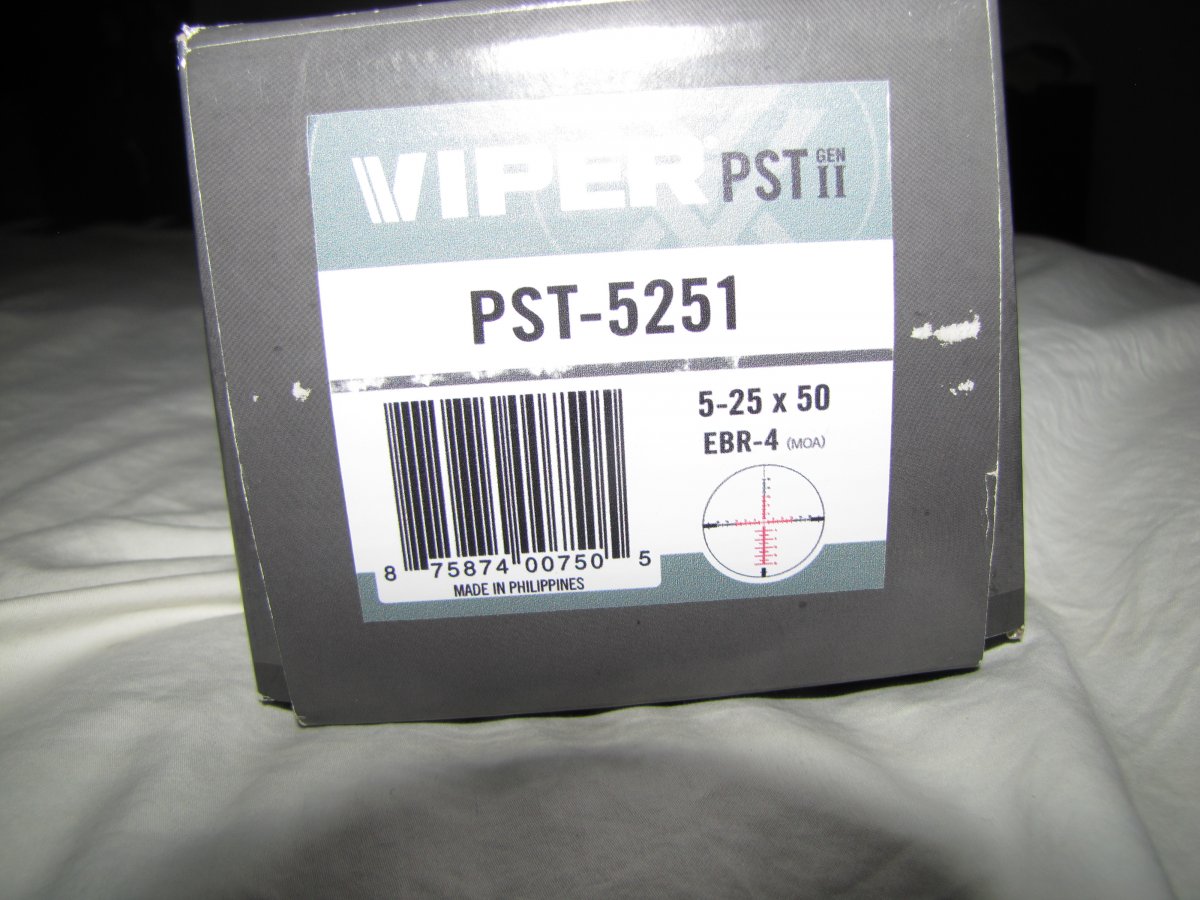 VIPER® PST GEN II
PST-5251
5-25 x 50
EBR-4 (MOA)
8 75874 00750 5
MADE IN PHILIPPINES